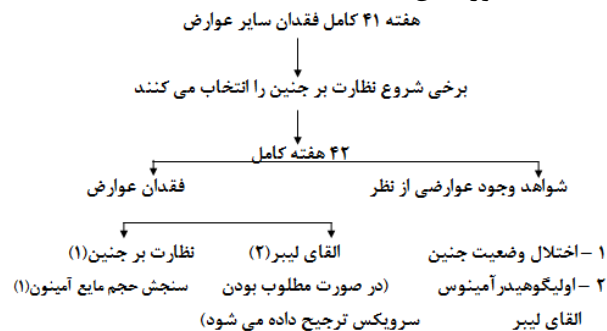 هفته ۴۱ کامل فقدان سایر عوارض
برخی شروع نظارت بر جنین را انتخاب می کنند
۴۲ هفته کامل
شواهد وجود عوارضی از نظر
فقدان عوارض
۱ – اختلال وضعیت جنین
القای لیبر(۲)
نظارت بر جنین(۱)
۲ – اولیگوهیدرآمینوس
(در صورت مطلوب بودن
سنجش حجم مایع آمینون(۱)
القای لیبر
سرویکس ترجیح داده می شود)